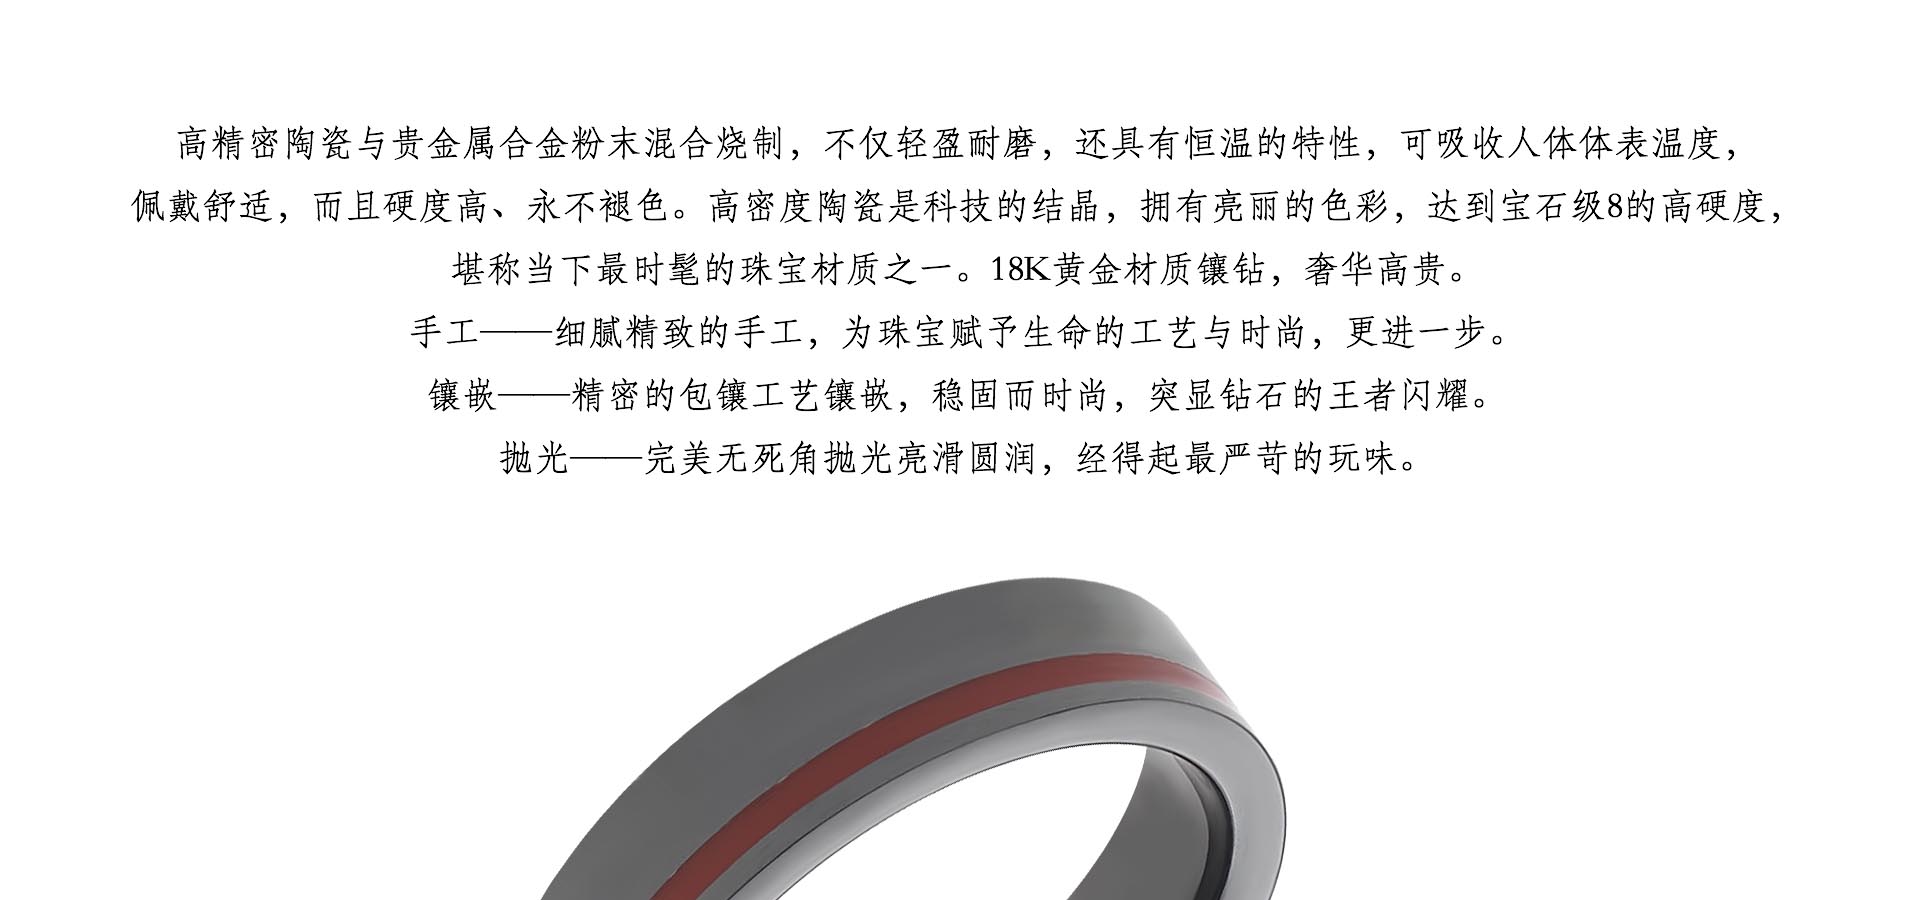 高精密陶瓷与贵金属合金粉末混合烧制，不仅轻盈耐磨，还具有恒温的特性，可吸收人体体表温度，
佩戴舒适，而且硬度高、永不褪色。高密度陶瓷是科技的结晶，拥有亮丽的色彩，达到宝石级8的高硬度，
堪称当下最时髦的珠宝材质之一。18K黄金材质镶钻，奢华高贵。
手工——细腻精致的手工，为珠宝赋予生命的工艺与时尚，更进一步。
镶嵌——精密的包镶工艺镶嵌，稳固而时尚，突显钻石的王者闪耀。
抛光——完美无死角抛光亮滑圆润，经得起最严苛的玩味。